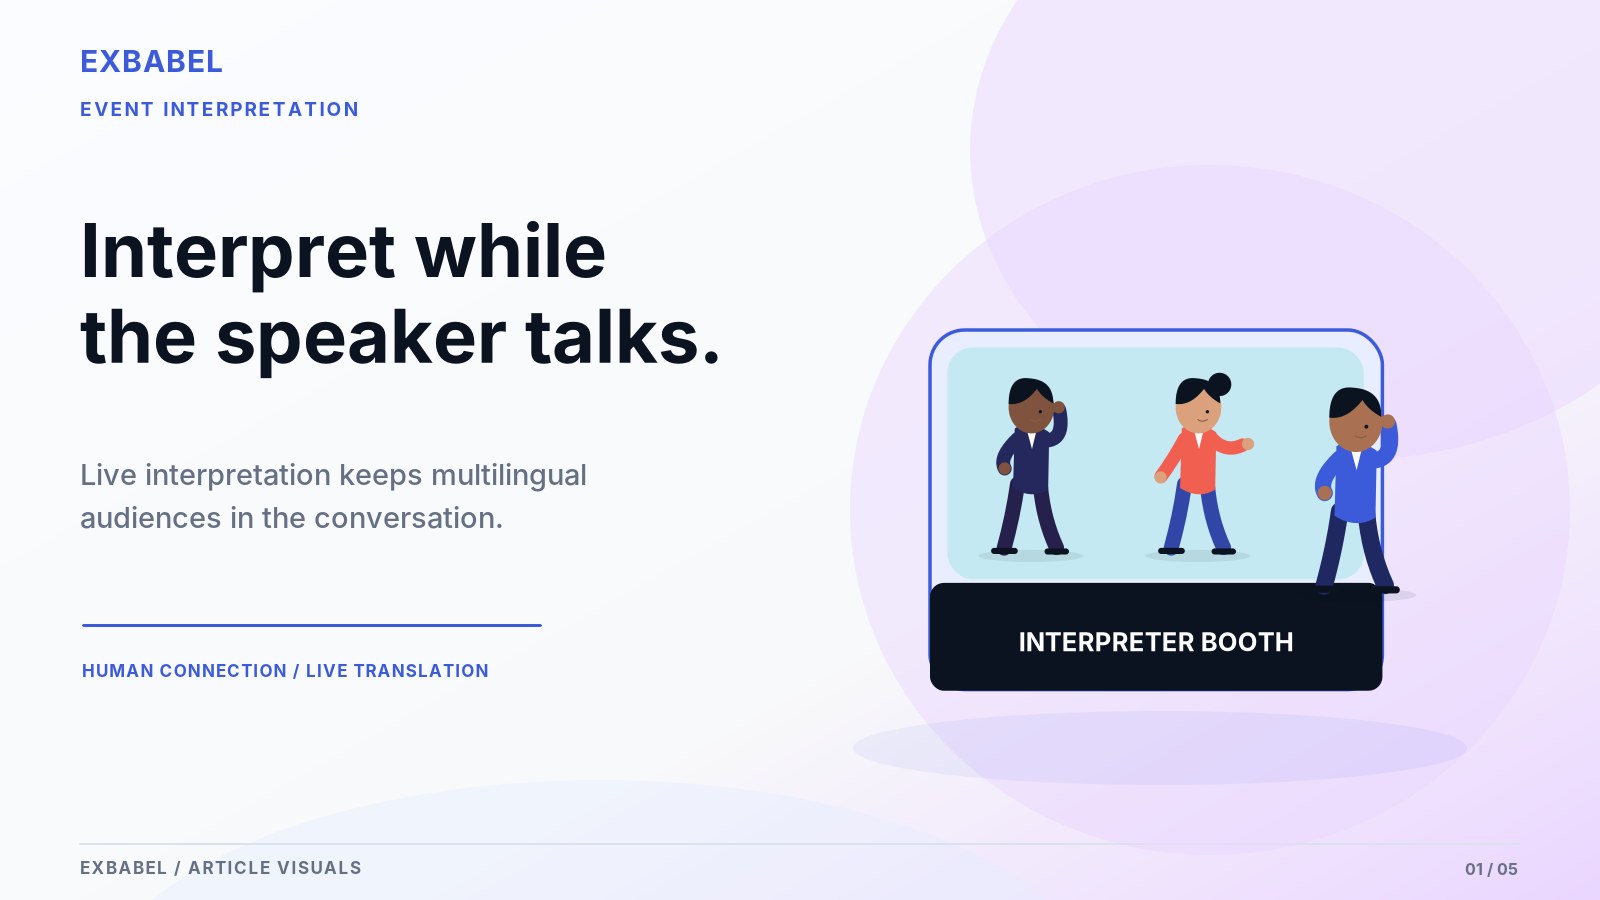 EXBABEL
EVENT INTERPRETATION
Interpret while
the speaker talks.
Live interpretation keeps multilingual
audiences in the conversation.
HUMAN CONNECTION / LIVE TRANSLATION
INTERPRETER BOOTH
EXBABEL / ARTICLE VISUALS
01 / 05